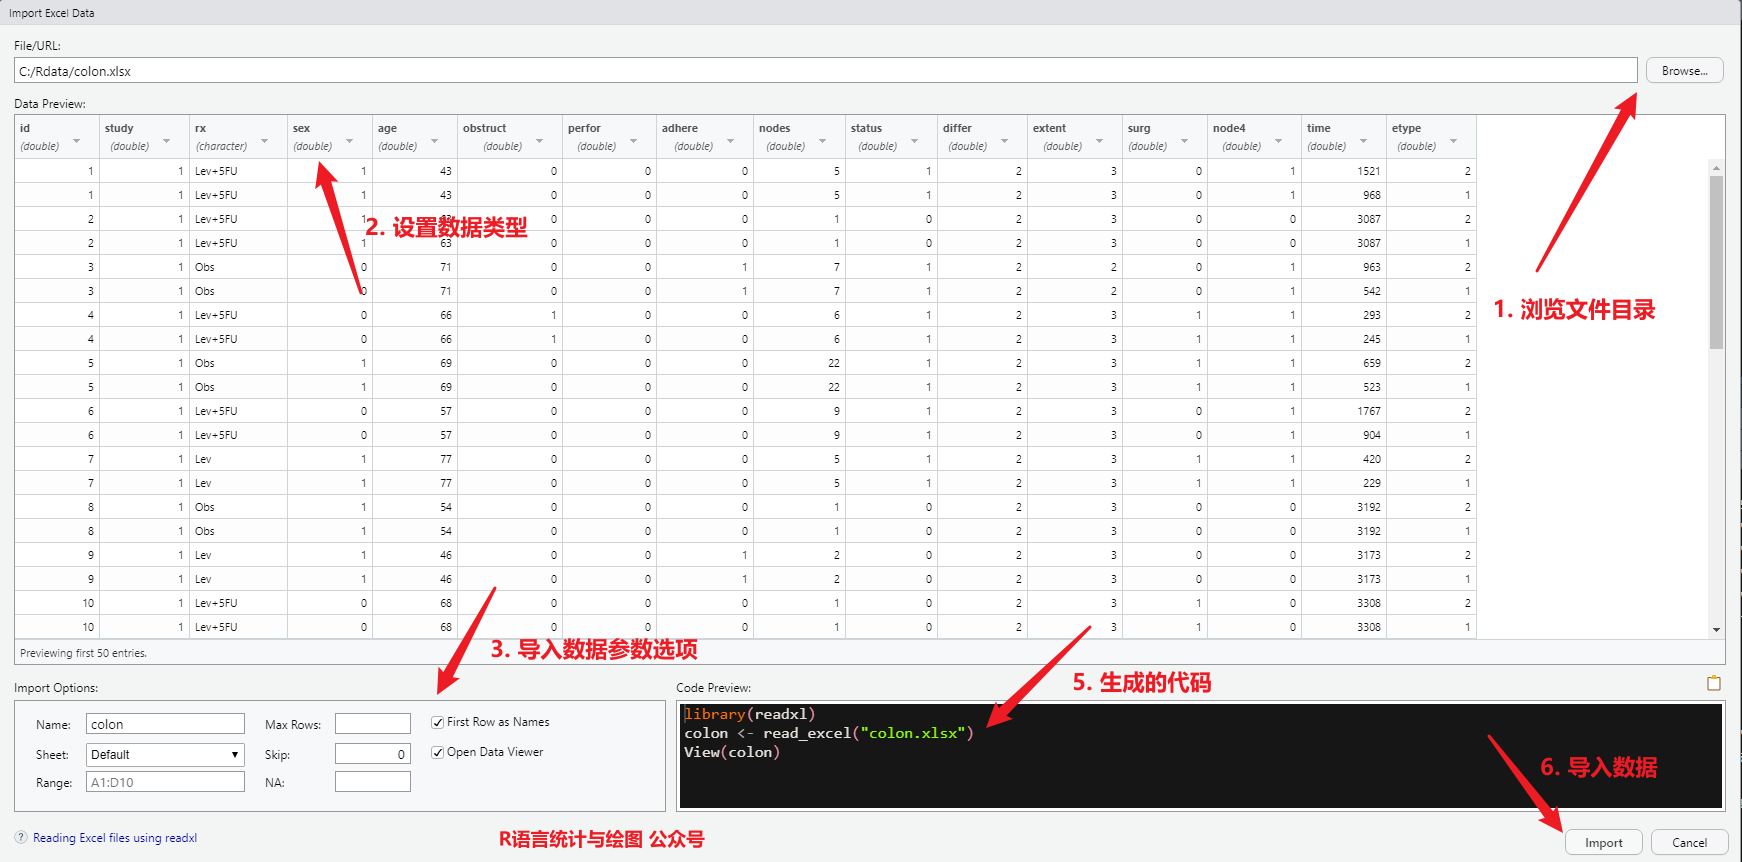 Import Excel Data
File/URL:
C:/Rdata/colon.xlsx Browse...
Data Preview:
id study rx sex age obstruct perfor adhere nodes status differ extent surg node4 time etype
(double) (double) (character) (double) (double) (double) (double) (double) (double) (double) (double) (double) (double) (double) (double) (double)
1 1 Lev+5FU 1 43 0 0 0 5 1 2 3 0 1 1521 2
1 1 Lev+5FU 1 43 0 0 0 5 1 2 3 0 1 968 1
2 1 Lev+5FU 1 0 0 0 1 0 2 3 0 0 3087 2
2. 设置数据类型
2 1 Lev+5FU 1 63 0 0 0 1 0 2 3 0 0 3087 1
3 1 Obs 0 71 0 0 1 7 1 2 2 0 1 963 2
3 1 Obs 0 71 0 0 1 7 1 2 2 0 1 542 1
1. 浏览文件目录
4 1 Lev+5FU 0 66 1 0 0 6 1 2 3 1 1 293 2
4 1 Lev+5FU 0 66 1 0 0 6 1 2 3 1 1 245 1
5 1 Obs 1 69 0 0 0 22 1 2 3 1 1 659 2
5 1 Obs 1 69 0 0 0 22 1 2 3 1 1 523 1
6 1 Lev+5FU 0 57 0 0 0 9 1 2 3 0 1 1767 2
6 1 Lev+5FU 0 57 0 0 0 9 1 2 3 0 1 904 1
7 1 Lev 1 77 0 0 0 5 1 2 3 1 1 420 2
7 1 Lev 1 77 0 0 0 5 1 2 3 1 1 229 1
8 1 Obs 1 54 0 0 0 1 0 2 3 0 0 3192 2
8 1 Obs 1 54 0 0 0 1 0 2 3 0 0 3192 1
9 1 Lev 1 46 0 0 1 2 0 2 3 0 0 3173 2
9 1 Lev 1 46 0 0 1 2 0 2 3 0 0 3173 1
10 1 Lev+5FU 0 68 0 0 0 1 0 2 3 1 0 3308 2
10 1 Lev+5FU 0 68 0 0 0 1 0 2 3 1 0 3308 1
3. 导入数据参数选项
Previewing first 50 entries.
Import Options:
Name: colon Max Rows: First Row as Names
Sheet: Default Skip: 0 Open Data Viewer
Range: A1:D10 NA:
Code Preview:
5. 生成的代码
library(readxl)
colon <- read_excel("colon.xlsx")
View(colon)
6. 导入数据
? Reading Excel files using readxl
R语言统计与绘图 公众号
Import Cancel